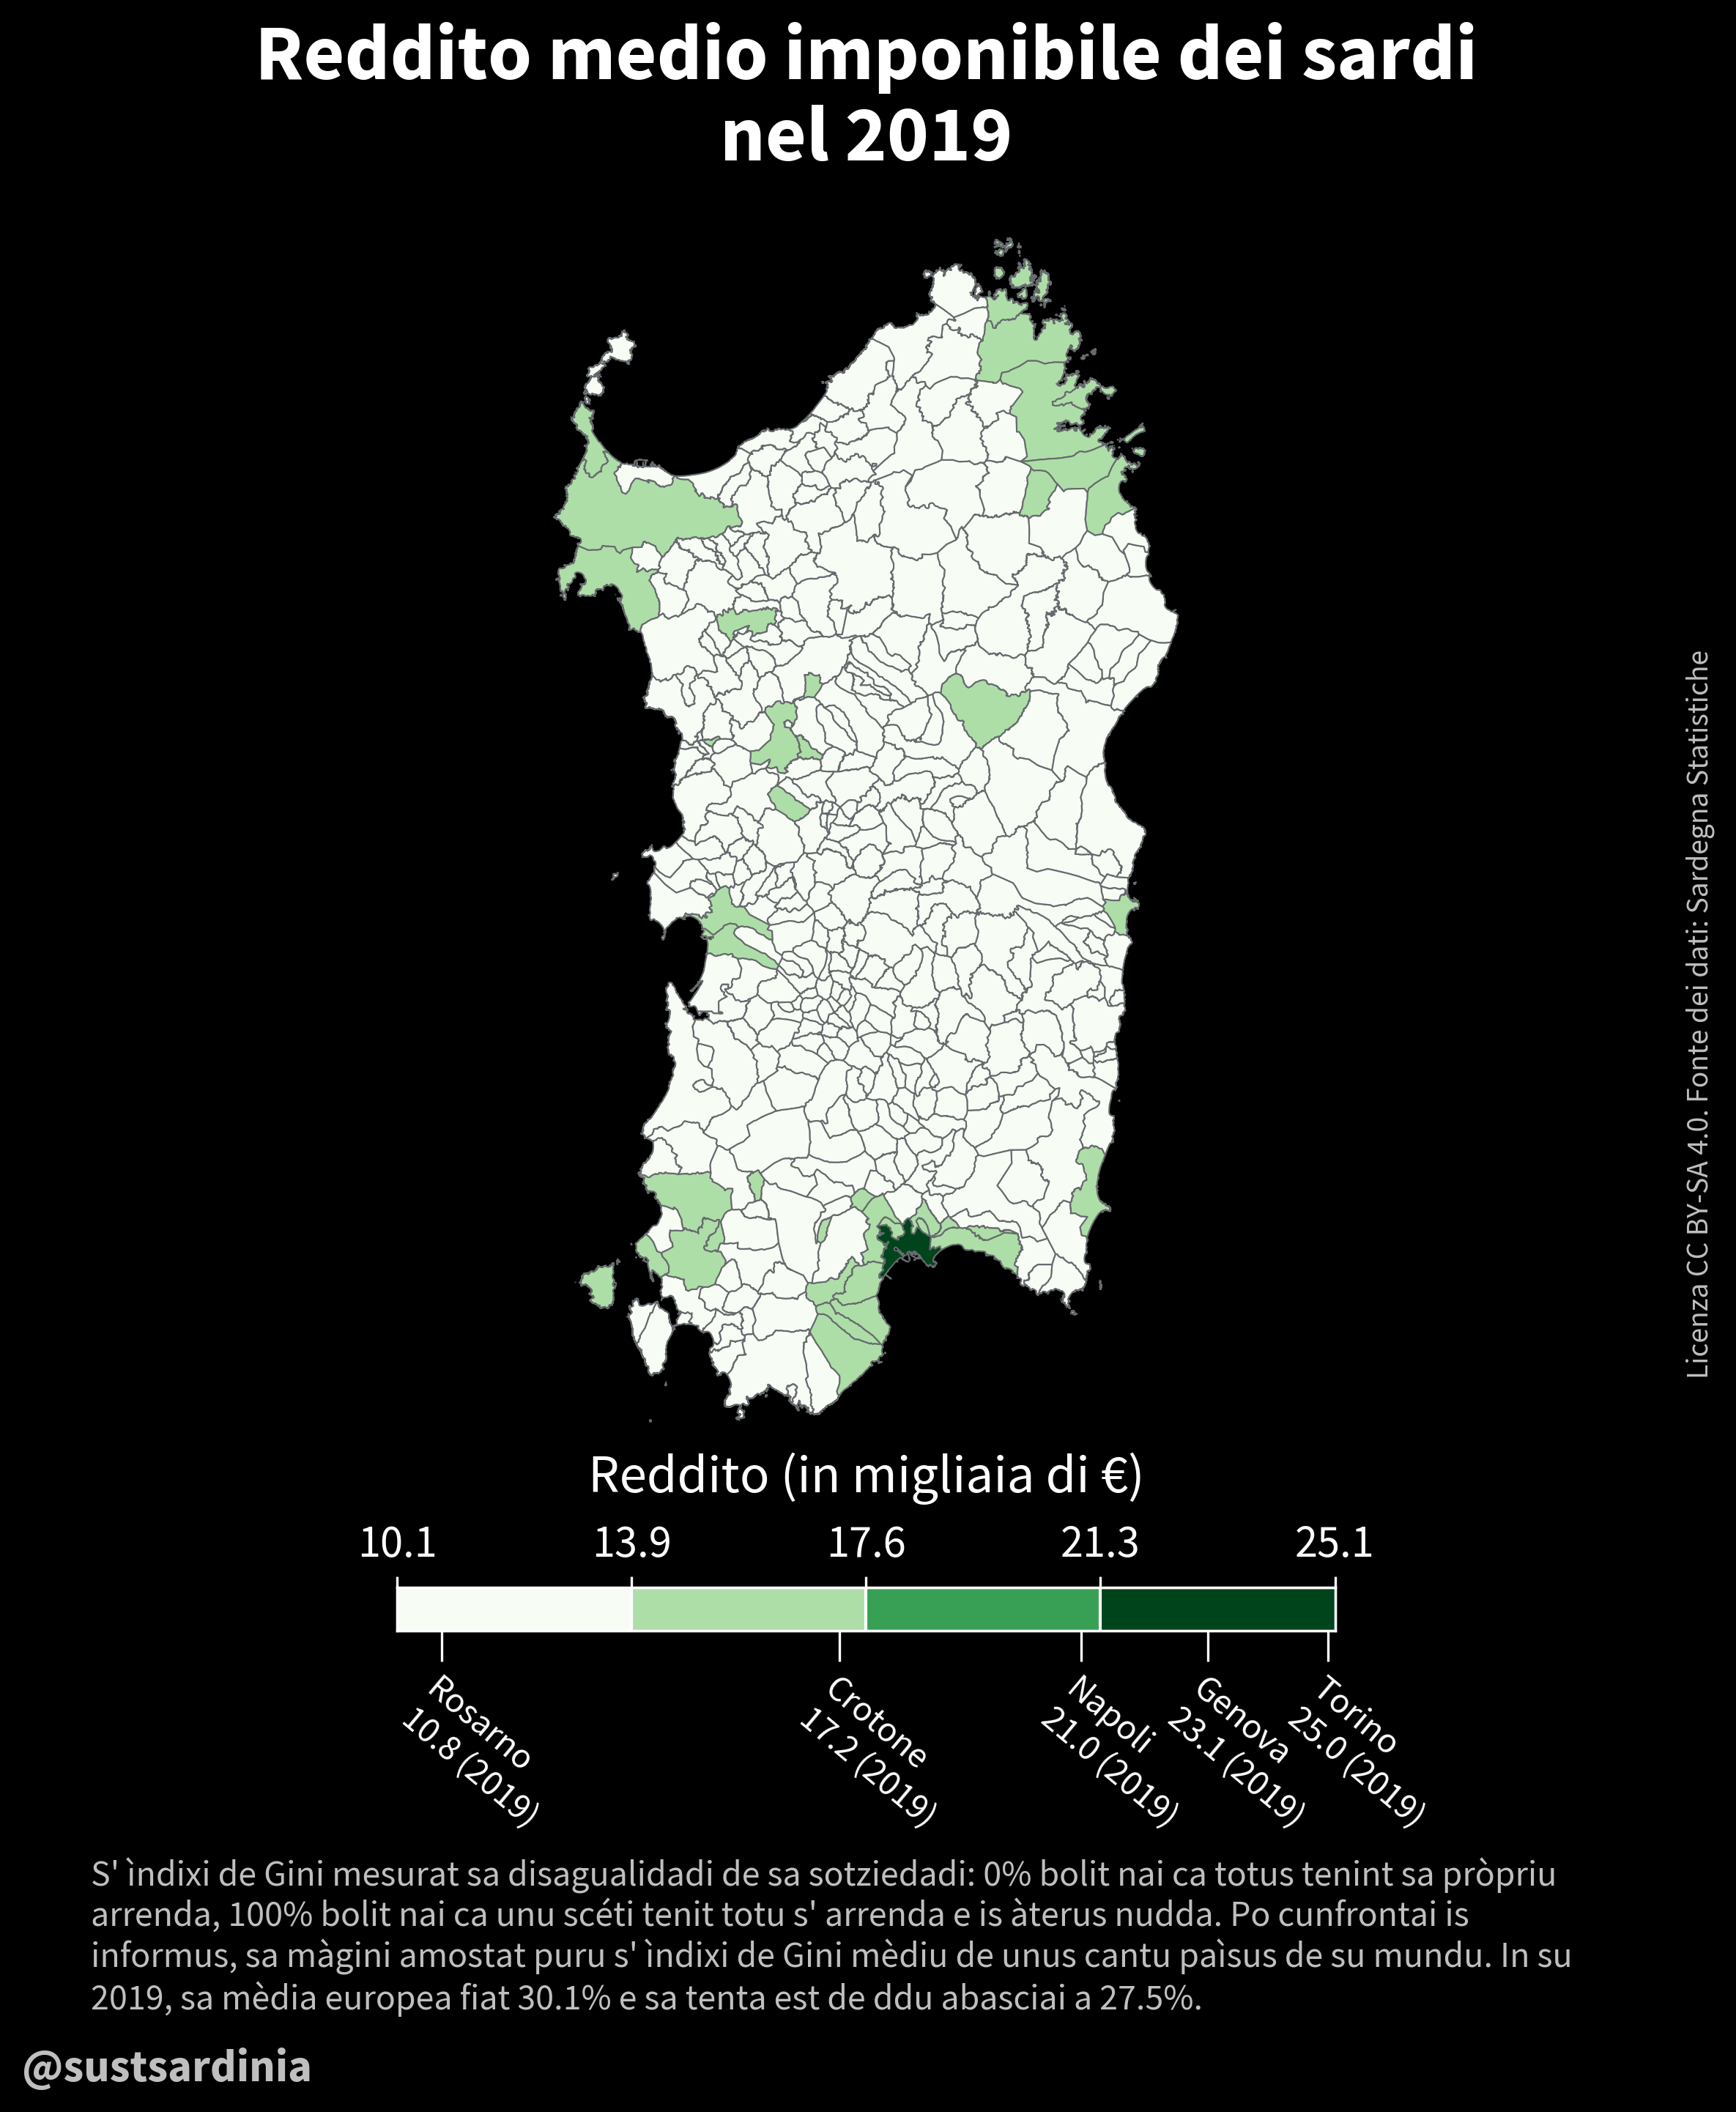 Reddito medio imponibile dei sardi
nel 2019
Licenza CC BY-SA 4.0. Fonte dei dati: Sardegna Statistiche
Reddito (in migliaia di €)
10.1 13.9 17.6 21.3 25.1
Rosarno
10.8 (2019)
Crotone
17.2 (2019)
Napoli
21.0 (2019)
Genova
23.1 (2019)
Torino
25.0 (2019)
S' ìndixi de Gini mesurat sa disagualidadi de sa sotziedadi: 0% bolit nai ca totus tenint sa pròpriu
arrenda, 100% bolit nai ca unu scéti tenit totu s' arrenda e is àterus nudda. Po cunfrontai is
informus, sa màgini amostat puru s' ìndixi de Gini mèdiu de unus cantu paìsus de su mundu. In su
2019, sa mèdia europea fiat 30.1% e sa tenta est de ddu abasciai a 27.5%.
@sustsardinia